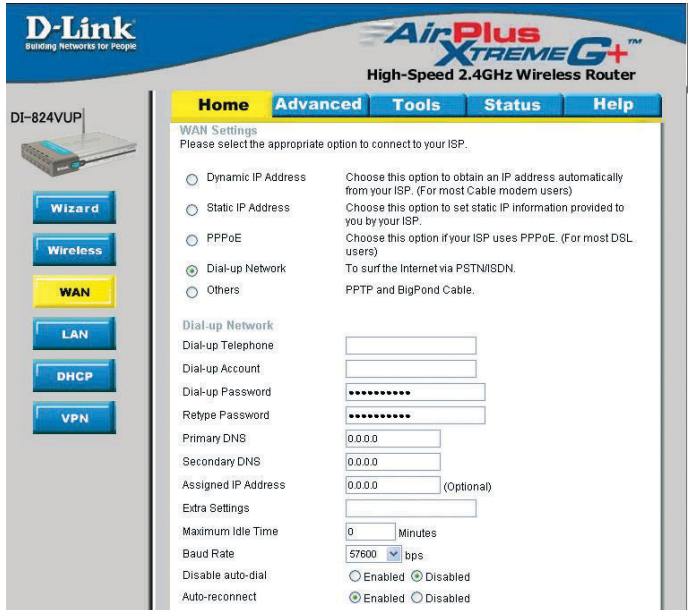 D-Link
Building Networks for People
AirPlus
XTREME G+™
High-Speed 2.4GHz Wireless Router
DI-824VUP
Home Advanced Tools Status Help
Wizard
Wireless
WAN
LAN
DHCP
VPN
WAN Settings
Please select the appropriate option to connect to your ISP.
Dynamic IP Address Choose this option to obtain an IP address automatically
from your ISP. (For most Cable modem users)
Static IP Address Choose this option to set static IP information provided to
you by your ISP.
PPPoE Choose this option if your ISP uses PPPoE. (For most DSL
users)
Dial-up Network To surf the Internet via PSTN/ISDN.
Others PPTP and BigPond Cable.
Dial-up Network
Dial-up Telephone
Dial-up Account
Dial-up Password ••••••••••
Retype Password ••••••••••
Primary DNS 0.0.0.0
Secondary DNS 0.0.0.0
Assigned IP Address 0.0.0.0 (Optional)
Extra Settings
Maximum Idle Time 0 Minutes
Baud Rate 57600 bps
Disable auto-dial Enabled Disabled
Auto-reconnect Enabled Disabled